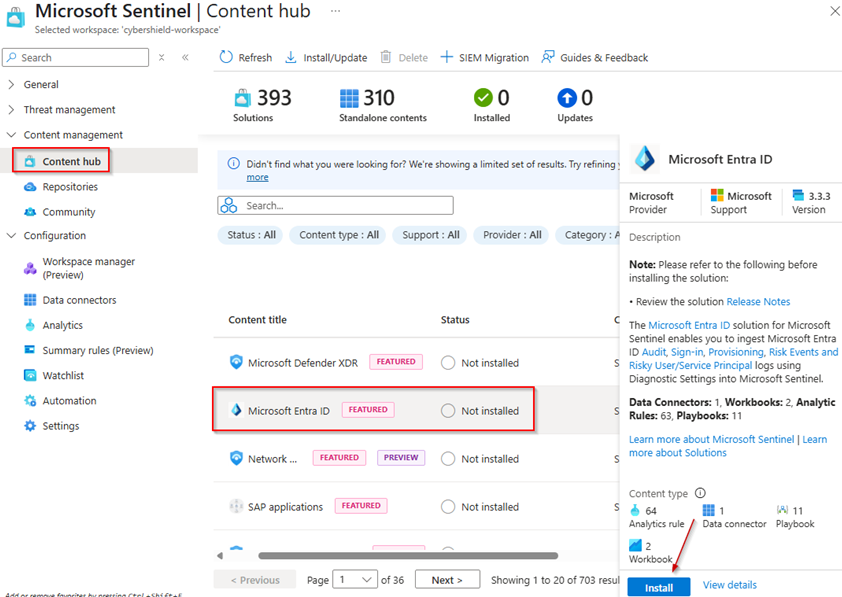 Microsoft Sentinel | Content hub ...
Selected workspace: 'cybershield-workspace'
Search
General
Threat management
Content management
Content hub
Repositories
Community
Configuration
Workspace manager
(Preview)
Data connectors
Analytics
Summary rules (Preview)
Watchlist
Automation
Settings
Add or remove favorites by pressing Ctrl+Shift+F
Refresh Install/Update Delete SIEM Migration Guides & Feedback
393 310 0 0
Solutions Standalone contents Installed Updates
Didn't find what you were looking for? We're showing a limited set of results. Try refining
more
Search...
Status : All Content type : All Support : All Provider : All Category : A
Content title Status C
Microsoft Defender XDR FEATURED Not installed S
Microsoft Entra ID FEATURED Not installed S
Network ... FEATURED PREVIEW Not installed S
SAP applications FEATURED Not installed S
< Previous Page 1 of 36 Next > Showing 1 to 20 of 703 resul
Microsoft Entra ID
Microsoft Microsoft 3.3.3
Provider Support Version
Description
Note: Please refer to the following before
installing the solution:
• Review the solution Release Notes
The Microsoft Entra ID solution for Microsoft
Sentinel enables you to ingest Microsoft Entra
ID Audit, Sign-in, Provisioning, Risk Events and
Risky User/Service Principal logs using
Diagnostic Settings into Microsoft Sentinel.
Data Connectors: 1, Workbooks: 2, Analytic
Rules: 63, Playbooks: 11
Learn more about Microsoft Sentinel | Learn
more about Solutions
Content type
64 1 11
Analytics rule Data connector Playbook
2
Workbook
Install View details